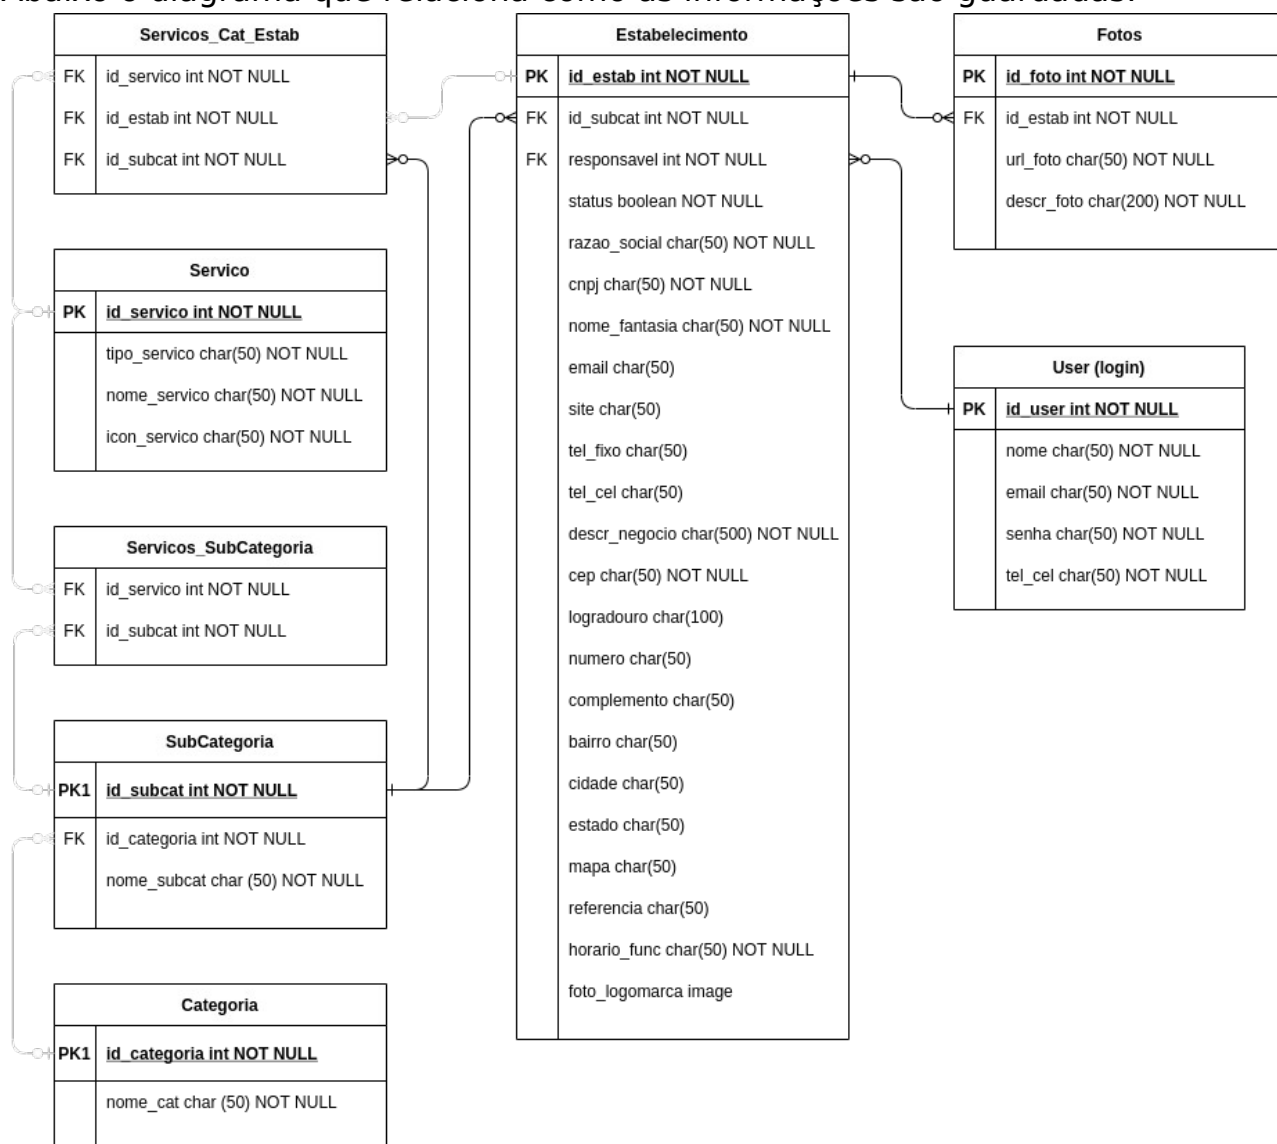 Abaixo o diagrama que relaciona como as informações são guardadas:
Servicos_Cat_Estab
FK id_servico int NOT NULL
FK id_estab int NOT NULL
FK id_subcat int NOT NULL
Servico
PK id_servico int NOT NULL
tipo_servico char(50) NOT NULL
nome_servico char(50) NOT NULL
icon_servico char(50) NOT NULL
Servicos_SubCategoria
FK id_servico int NOT NULL
FK id_subcat int NOT NULL
SubCategoria
PK1 id_subcat int NOT NULL
FK id_categoria int NOT NULL
nome_subcat char (50) NOT NULL
Categoria
PK1 id_categoria int NOT NULL
nome_cat char (50) NOT NULL
Estabelecimento
PK id_estab int NOT NULL
FK id_subcat int NOT NULL
FK responsavel int NOT NULL
status boolean NOT NULL
razao_social char(50) NOT NULL
cnpj char(50) NOT NULL
nome_fantasia char(50) NOT NULL
email char(50)
site char(50)
tel_fixo char(50)
tel_cel char(50)
descr_negocio char(500) NOT NULL
cep char(50) NOT NULL
logradouro char(100)
numero char(50)
complemento char(50)
bairro char(50)
cidade char(50)
estado char(50)
mapa char(50)
referencia char(50)
horario_func char(50) NOT NULL
foto_logomarca image
Fotos
PK id_foto int NOT NULL
FK id_estab int NOT NULL
url_foto char(50) NOT NULL
descr_foto char(200) NOT NULL
User (login)
PK id_user int NOT NULL
nome char(50) NOT NULL
email char(50) NOT NULL
senha char(50) NOT NULL
tel_cel char(50) NOT NULL